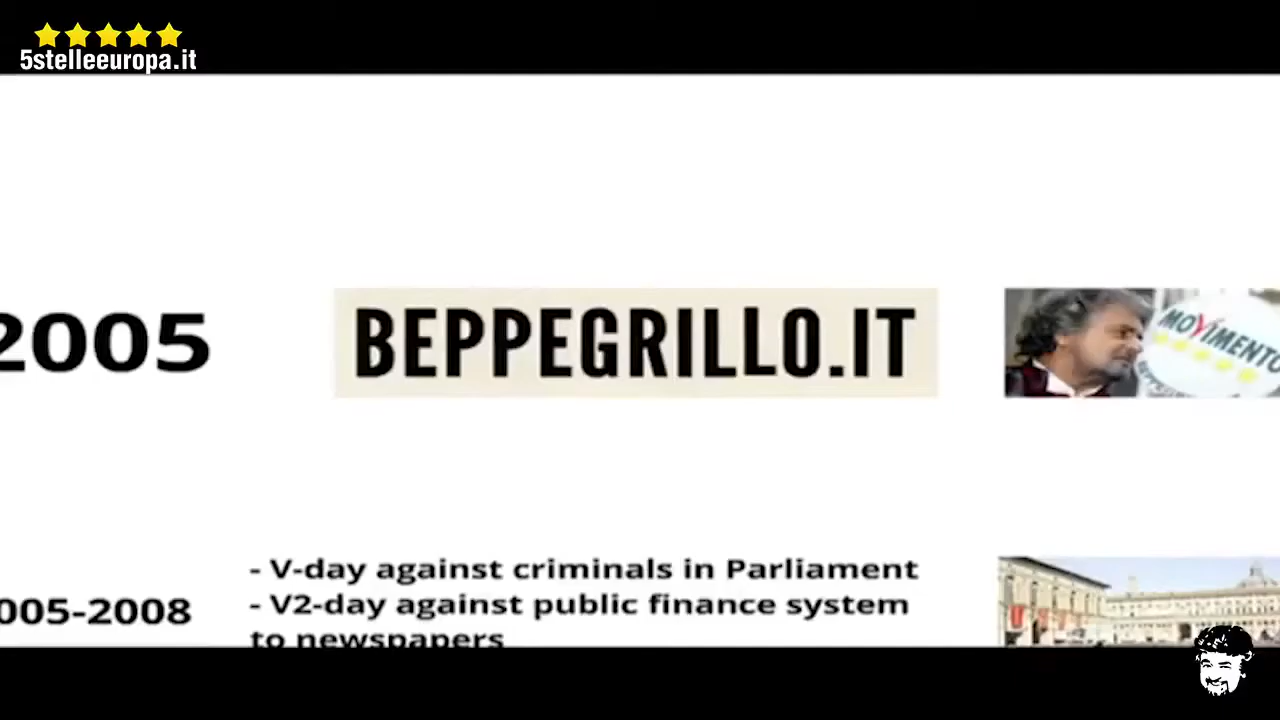 5stelleeuropa.it
2005
BEPPEGRILLO.IT
MOVIMENTO
005-2008
- V-day against criminals in Parliament
- V2-day against public finance system
to newspapers